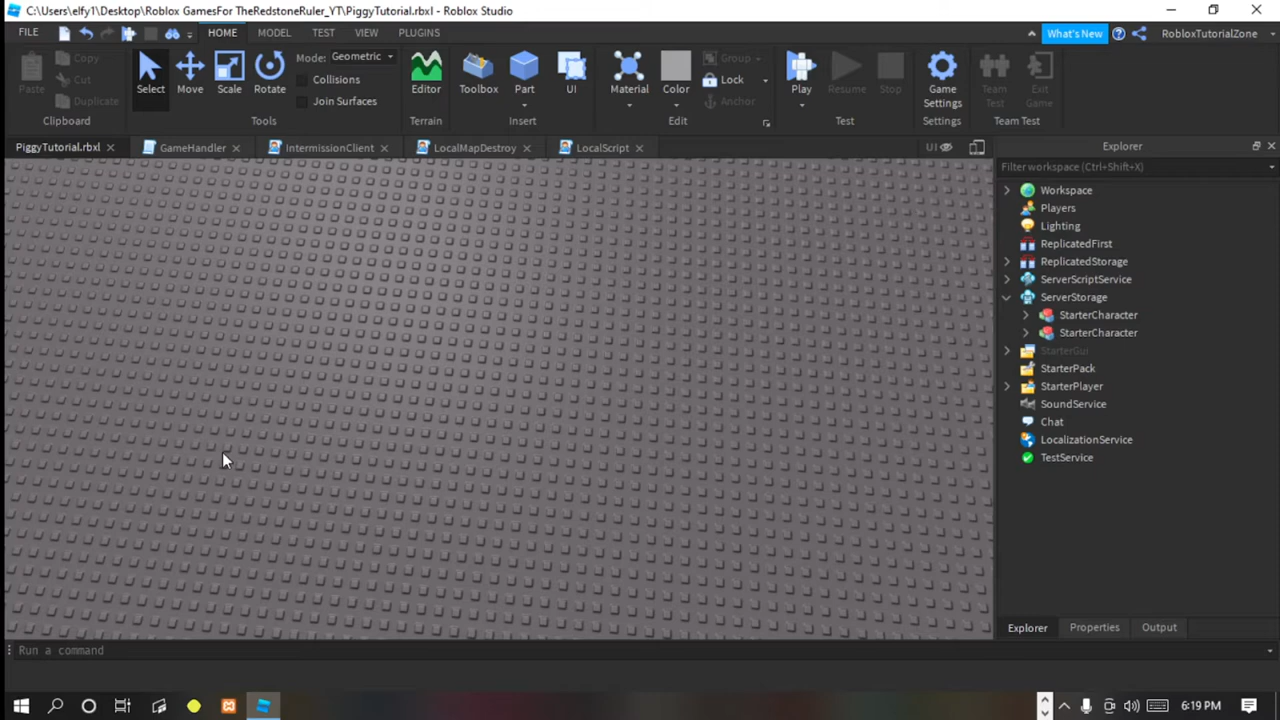 C:\Users\elfy1\Desktop\Roblox GamesFor TheRedstoneRuler_YT\PiggyTutorial.rbxl - Roblox Studio
FILE HOME MODEL TEST VIEW PLUGINS What's New RobloxTutorialZone
Paste Copy Cut Duplicate Clipboard
Select Move Scale Rotate Mode: Geometric Collisions Join Surfaces Tools
Editor Terrain
Toolbox Part UI Insert
Material Color Group Lock Anchor Edit
Play Resume Stop Test
Game Settings Settings
Team Test Exit Game Team Test
PiggyTutorial.rbxl GameHandler IntermissionClient LocalMapDestroy LocalScript UI
Explorer
Filter workspace (Ctrl+Shift+X)
Workspace
Players
Lighting
ReplicatedFirst
ReplicatedStorage
ServerScriptService
ServerStorage
StarterCharacter
StarterCharacter
StarterGui
StarterPack
StarterPlayer
SoundService
Chat
LocalizationService
TestService
Explorer Properties Output
Run a command
6:19 PM